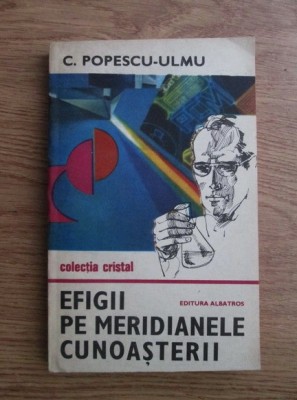 C. POPESCU-ULMU
colecția cristal
EFIGII
EDITURA ALBATROS
PE MERIDIANELE
CUNOAȘTERII